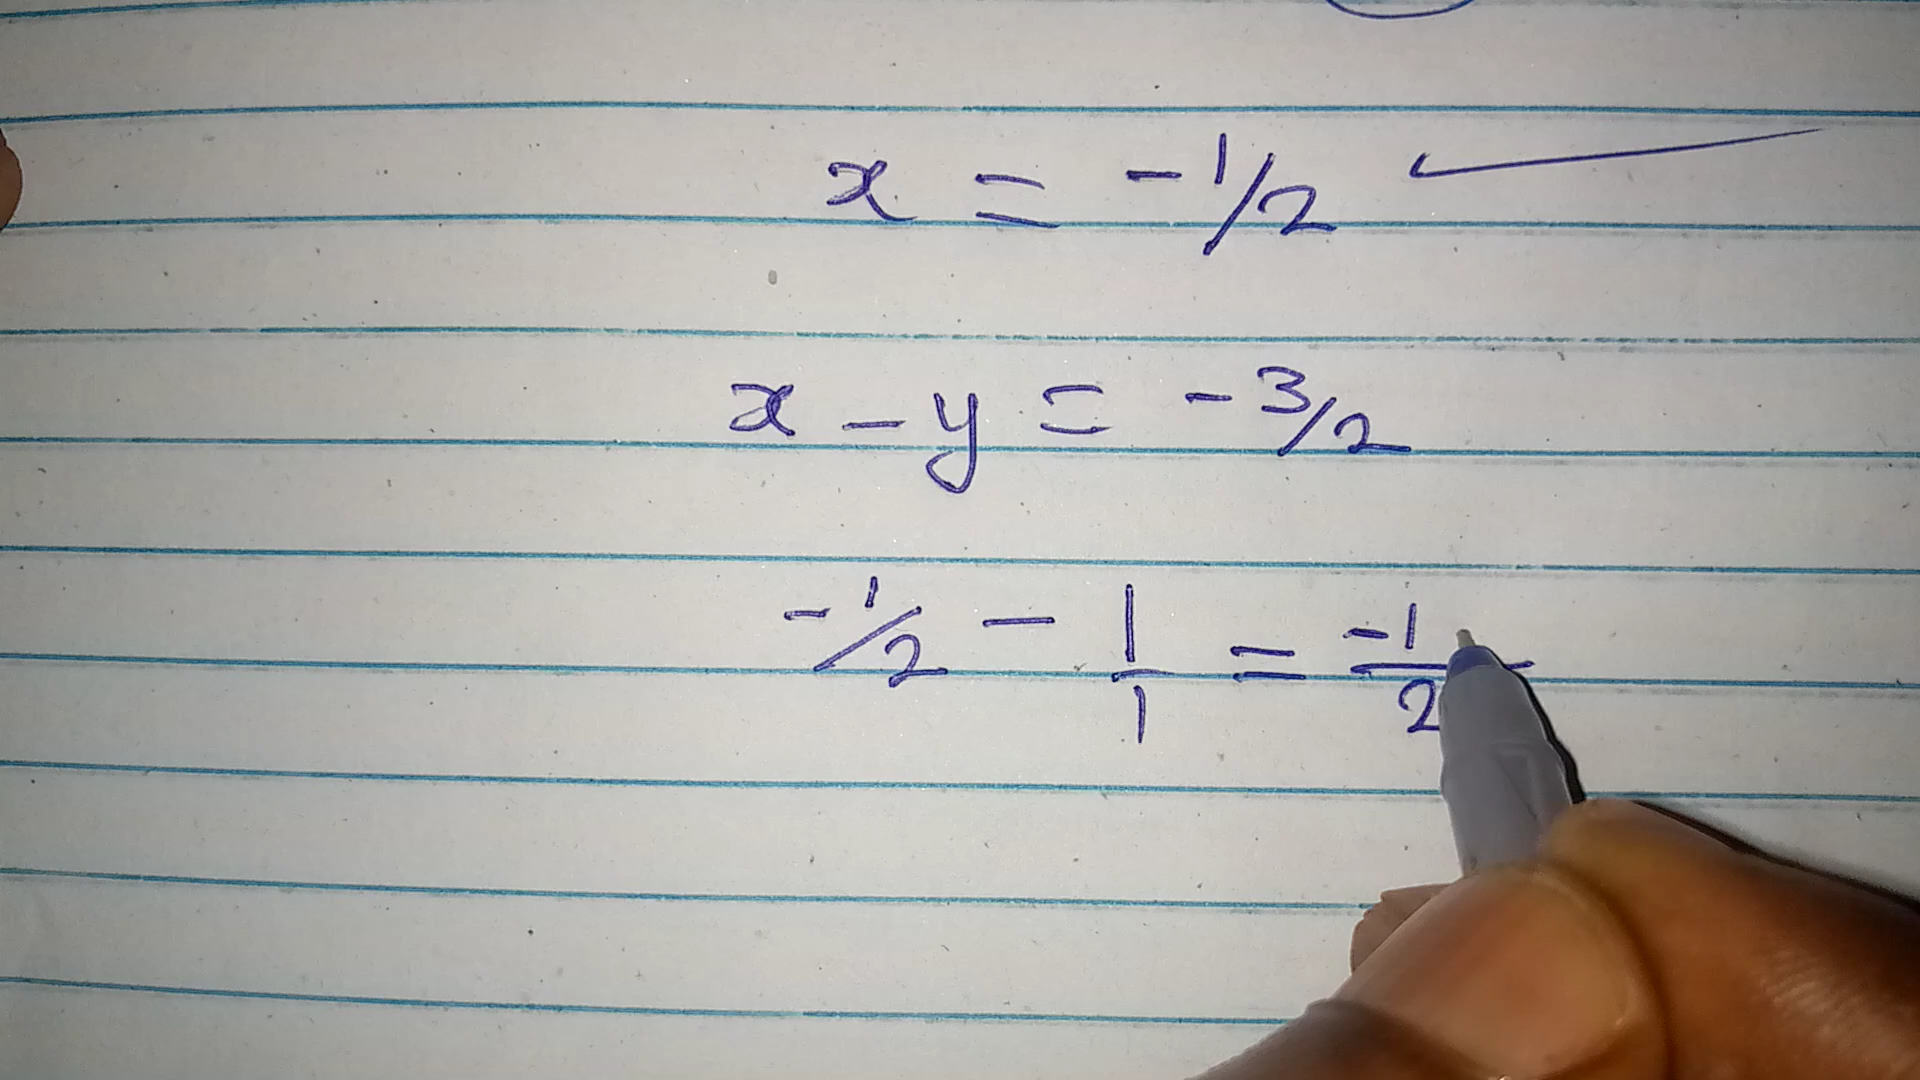 x = -1/2
x - y = -3/2
-1/2 - 1/1 = -1/2